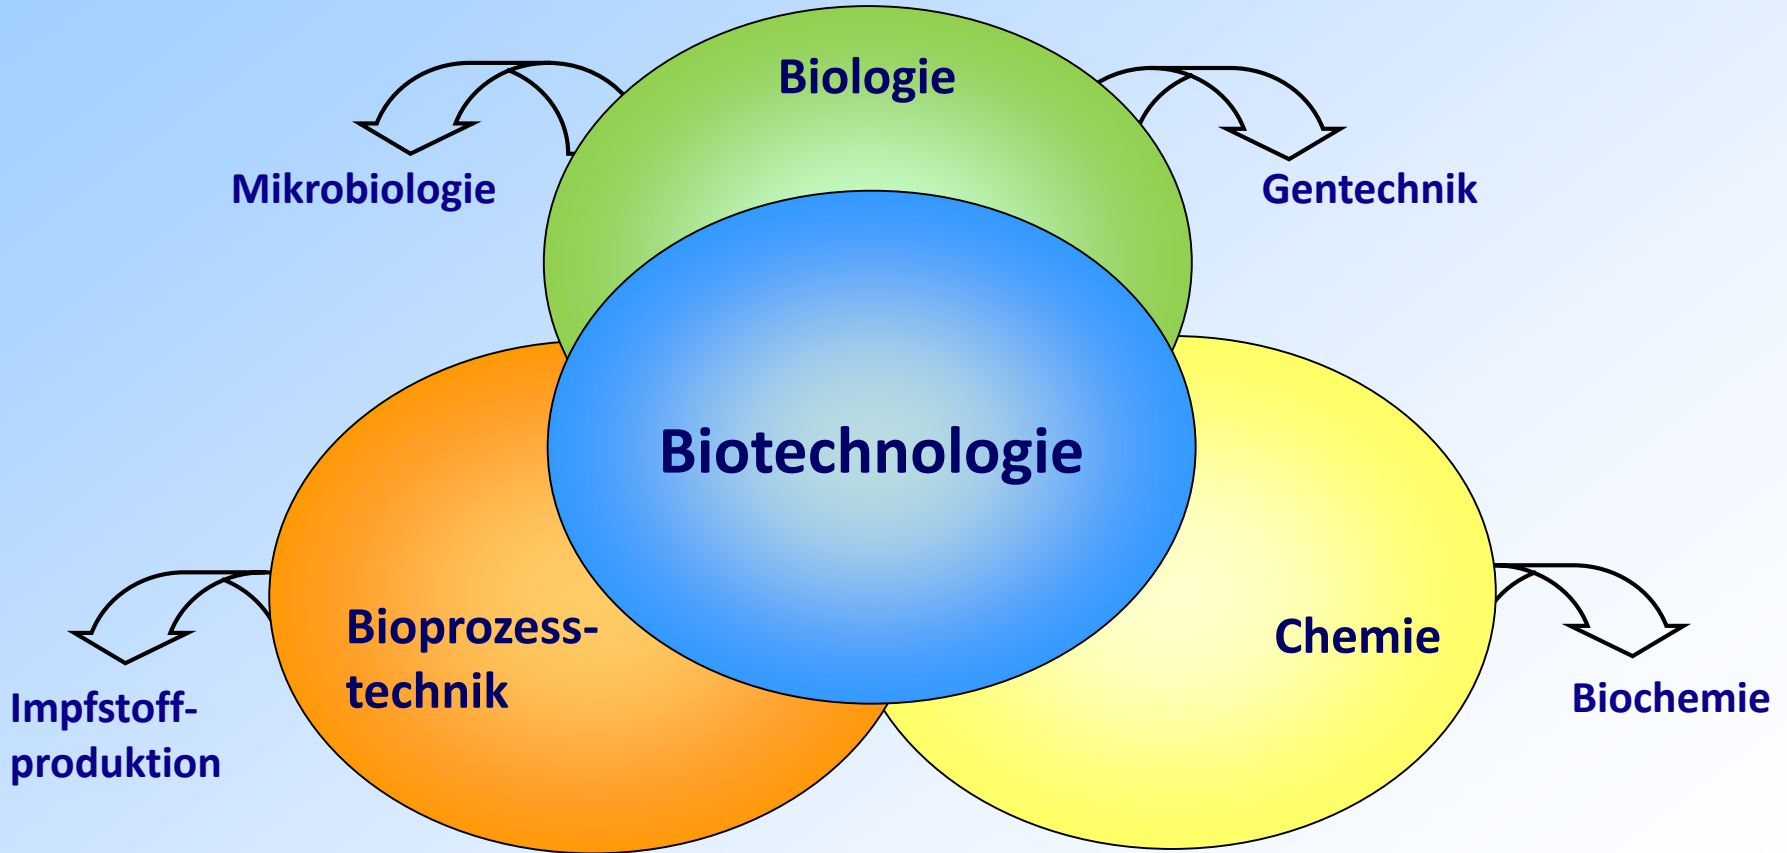 Biologie
Mikrobiologie
Gentechnik
Biotechnologie
Bioprozess-
technik
Chemie
Impfstoff-
produktion
Biochemie